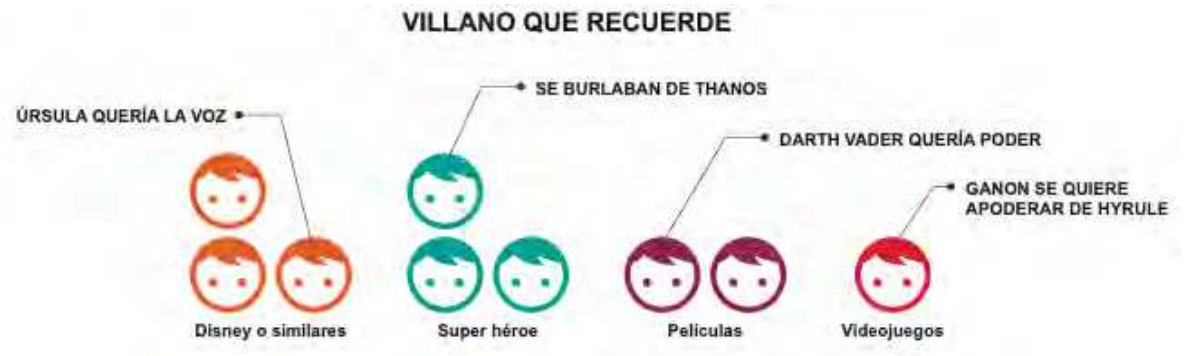 VILLANO QUE RECUERDE
SE BURLABAN DE THANOS
ÚRSULA QUERÍA LA VOZ
DARTH VADER QUERÍA PODER
GANON SE QUIERE
APODERAR DE HYRULE
Disney o similares
Super héroe
Películas
Videojuegos